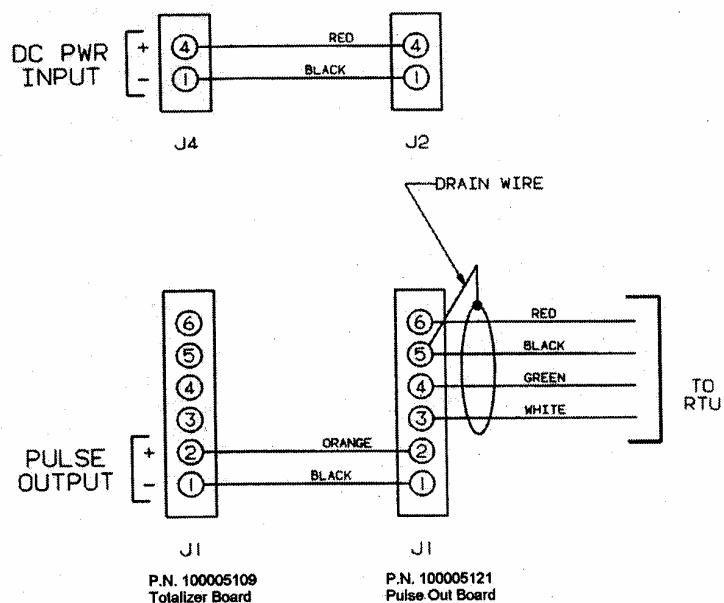 DC PWR
INPUT
+
-
4
1
RED
BLACK
4
1
J4
J2
DRAIN WIRE
6
5
4
3
2
1
6
5
4
3
2
1
RED
BLACK
GREEN
WHITE
TO
RTU
PULSE
OUTPUT
+
-
ORANGE
BLACK
J1
J1
P.N. 100005109
Totalizer Board
P.N. 100005121
Pulse Out Board